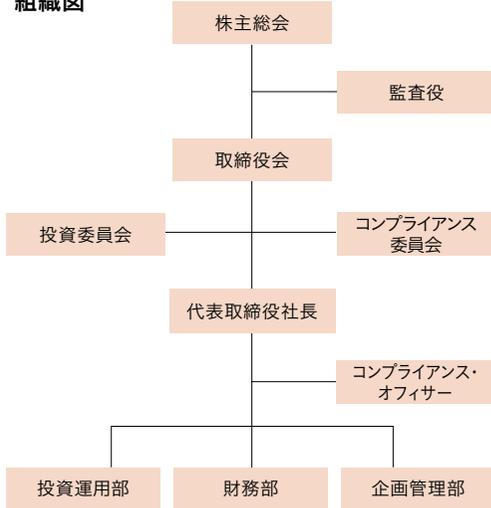 組織図
株主総会
監査役
取締役会
投資委員会
コンプライアンス
委員会
代表取締役社長
コンプライアンス・
オフィサー
投資運用部
財務部
企画管理部